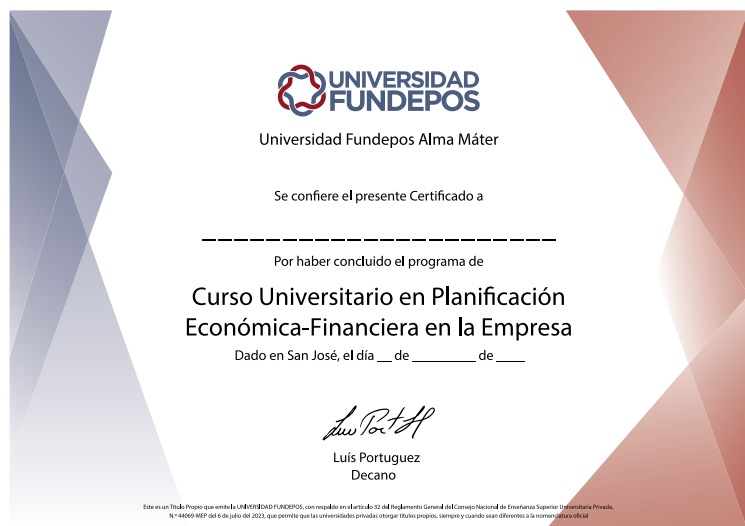 UNIVERSIDAD
FUNDEPOS
Universidad Fundepos Alma Máter
Se confiere el presente Certificado a
Por haber concluido el programa de
Curso Universitario en Planificación
Económica-Financiera en la Empresa
Dado en San José, el día __ de ________ de ____
Luís Portuguez
Decano
Este es un Título Propio que emite la UNIVERSIDAD FUNDEPOS, con respaldo en el artículo 32 del Reglamento General del Consejo Nacional de Enseñanza Superior Universitaria Privada,
N.º 44069-MEP del 6 de julio del 2023, que permite que las universidades privadas otorgar títulos propios, siempre y cuando sean diferentes a la nomenclatura oficial